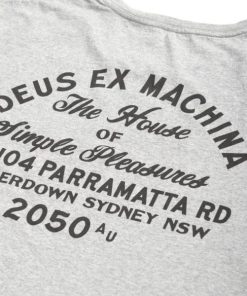 DEUS EX MACHINA
The House
OF
Simple Pleasures
104 PARRAMATTA RD
ERDOWN SYDNEY NSW
2050 AU